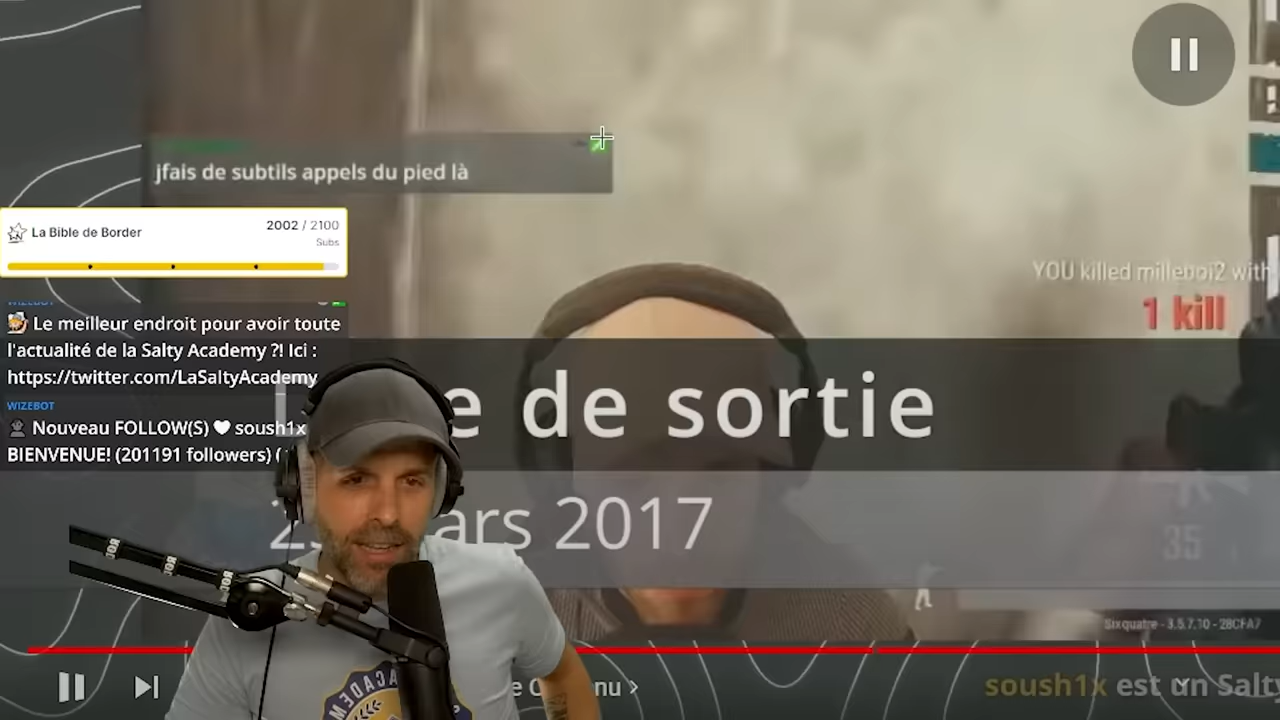 jfais de subtils appels du pied là
La Bible de Border
2002 / 2100
Subs
YOU killed milleboi2 with
1 kill
WIZEBOT
Le meilleur endroit pour avoir toute
l'actualité de la Salty Academy ?! Ici :
https://twitter.com/LaSaltyAcademy
WIZEBOT
Nouveau FOLLOW(S) soush1x
BIENVENUE! (201191 followers) (
de sortie
2017
35
Sixquatre - 3.5.7.10 - 28CFA7
soush1x est un Salty